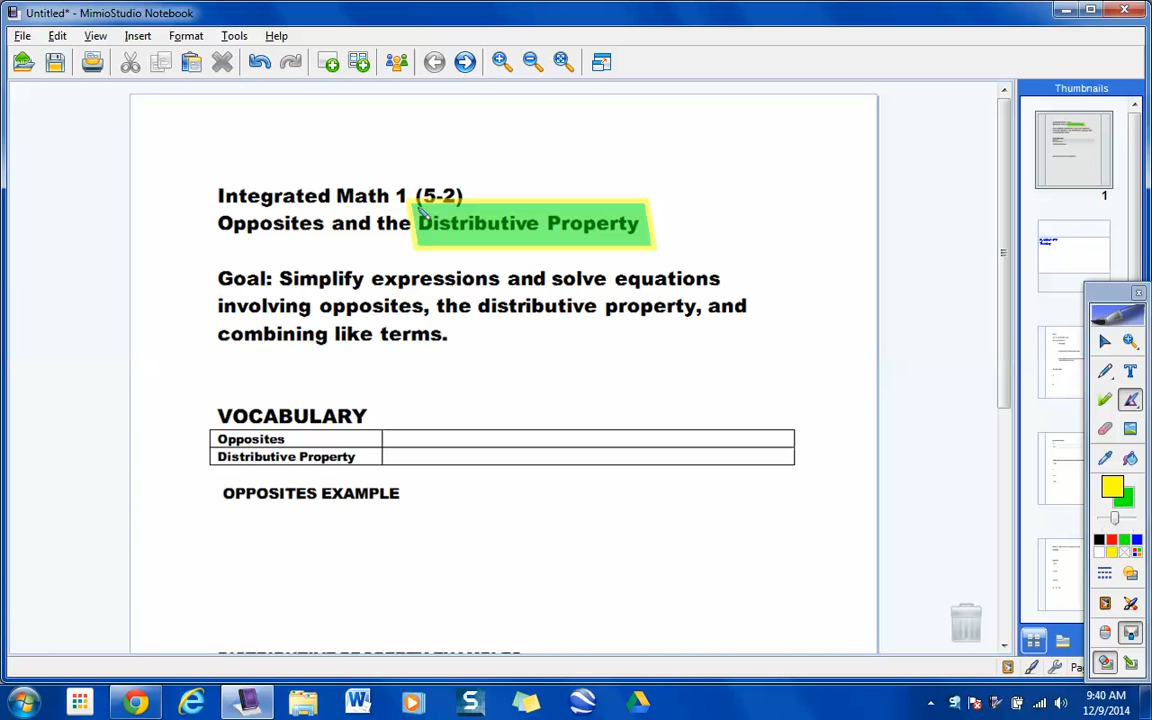 Untitled* - MimioStudio Notebook
File Edit View Insert Format Tools Help
Thumbnails
1
Integrated Math 1 (5-2)
Opposites and the Distributive Property
Goal: Simplify expressions and solve equations
involving opposites, the distributive property, and
combining like terms.
VOCABULARY
Opposites
Distributive Property
OPPOSITES EXAMPLE
9:40 AM
12/9/2014